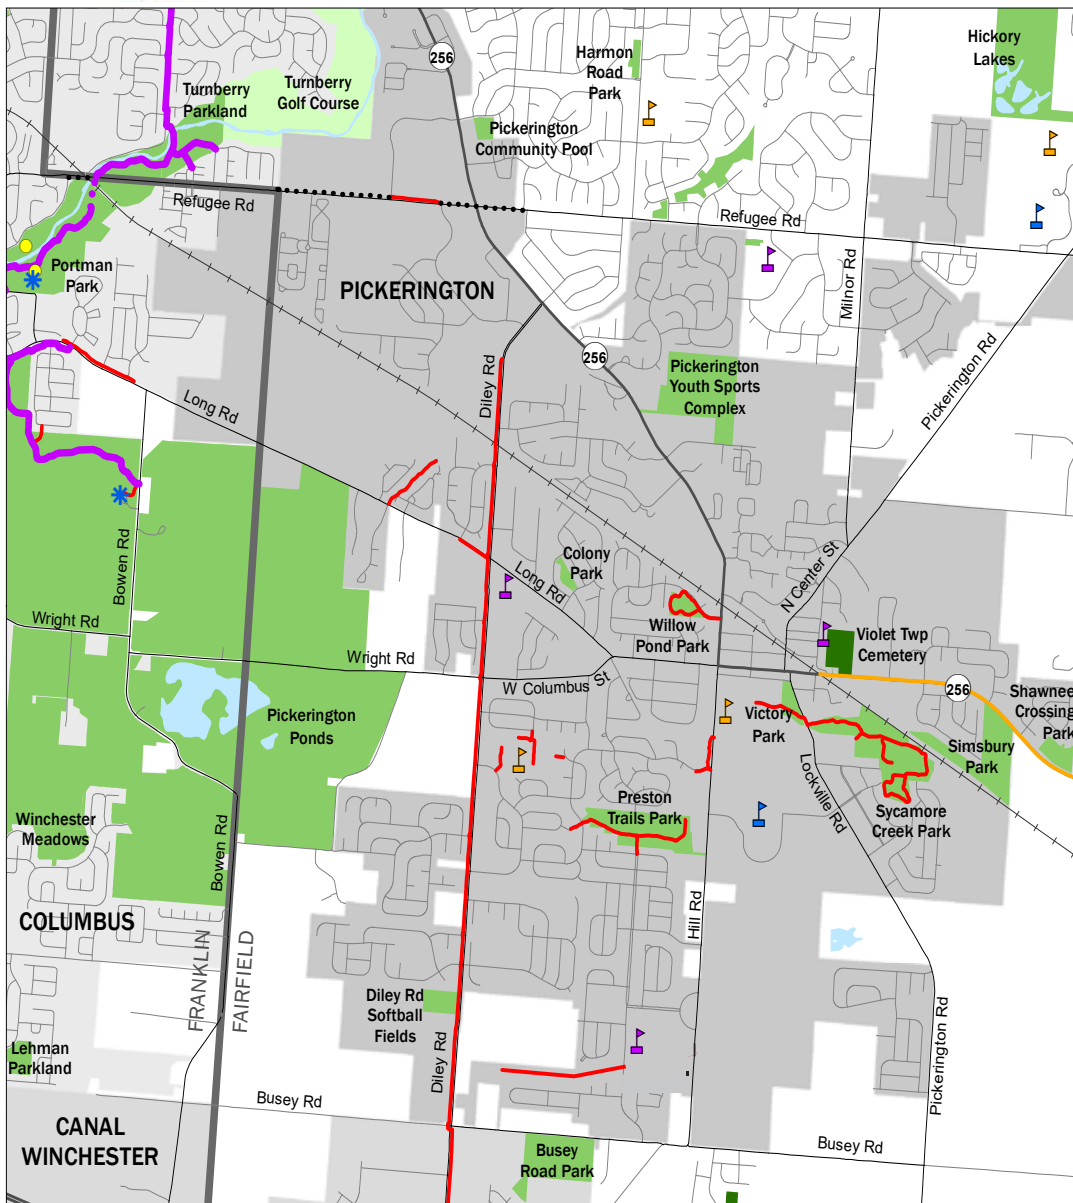 256
Harmon
Road
Park
Hickory
Lakes
Turnberry
Parkland
Turnberry
Golf Course
Pickerington
Community Pool
Refugee Rd
Refugee Rd
Portman
Park
PICKERINGTON
Milnor Rd
Pickerington Rd
256
Diley Rd
Pickerington
Youth Sports
Complex
Long Rd
Bowen Rd
Colony
Park
Long Rd
N Center St
Wright Rd
Willow
Pond Park
Violet Twp
Cemetery
Wright Rd
W Columbus St
256
Shawnee
Crossing
Park
Pickerington
Ponds
Victory
Park
Simsbury
Park
Lockville Rd
Preston
Trails Park
Sycamore
Creek Park
Winchester
Meadows
Bowen Rd
COLUMBUS
Hill Rd
FRANKLIN
FAIRFIELD
Diley Rd
Softball
Fields
Diley Rd
Lehman
Parkland
Pickerington Rd
Busey Rd
CANAL
WINCHESTER
Busey
Road Park
Busey Rd